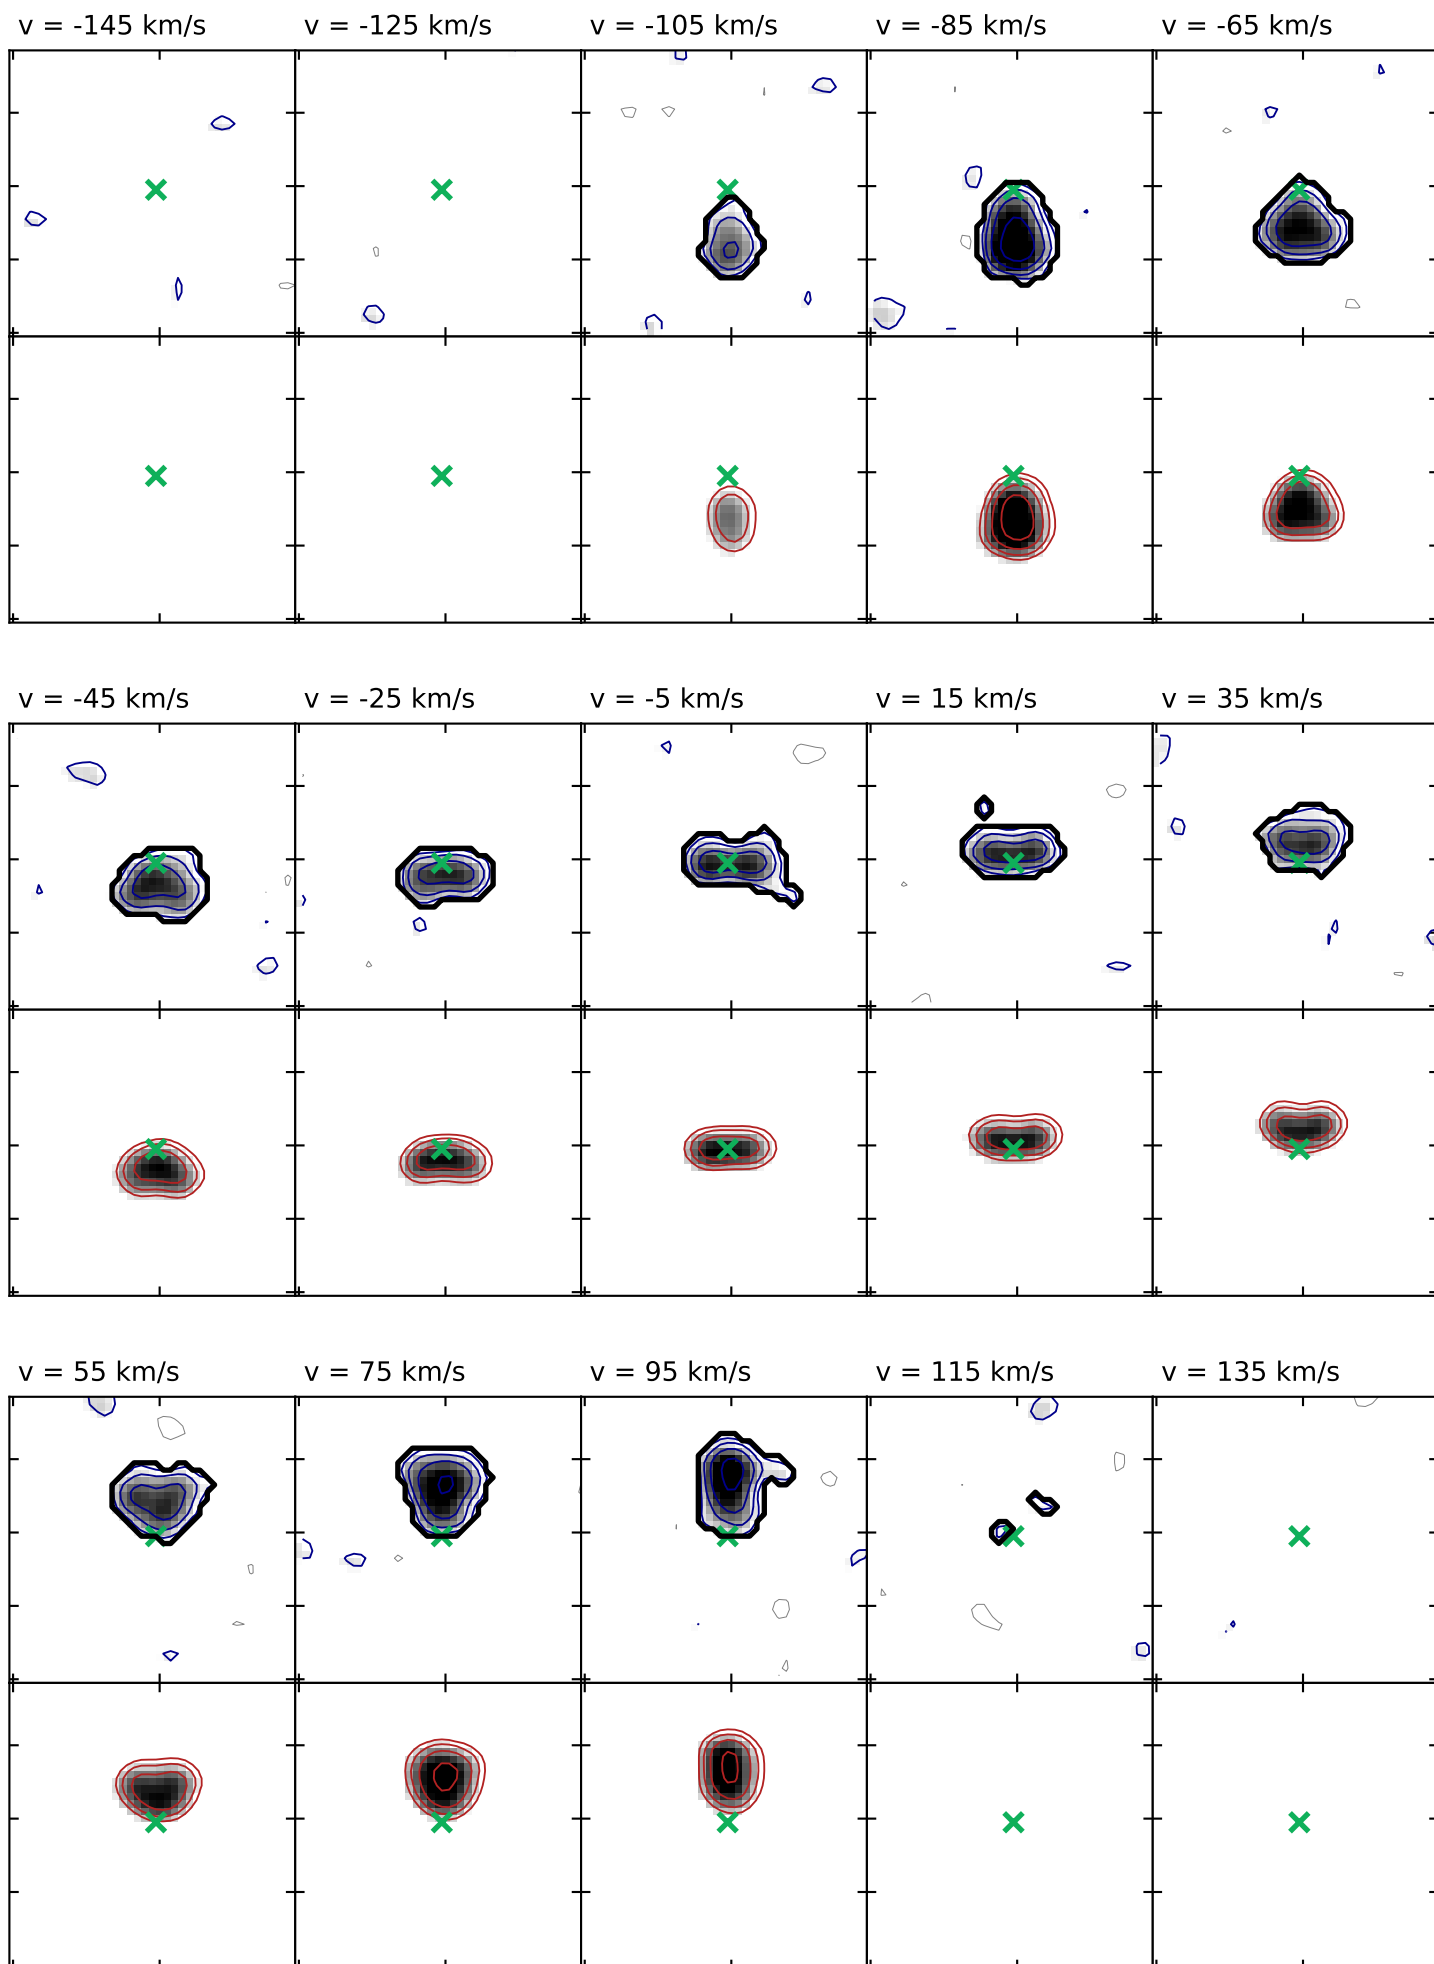 v = -145 km/s
v = -125 km/s
v = -105 km/s
v = -85 km/s
v = -65 km/s
v = -45 km/s
v = -25 km/s
v = -5 km/s
v = 15 km/s
v = 35 km/s
v = 55 km/s
v = 75 km/s
v = 95 km/s
v = 115 km/s
v = 135 km/s